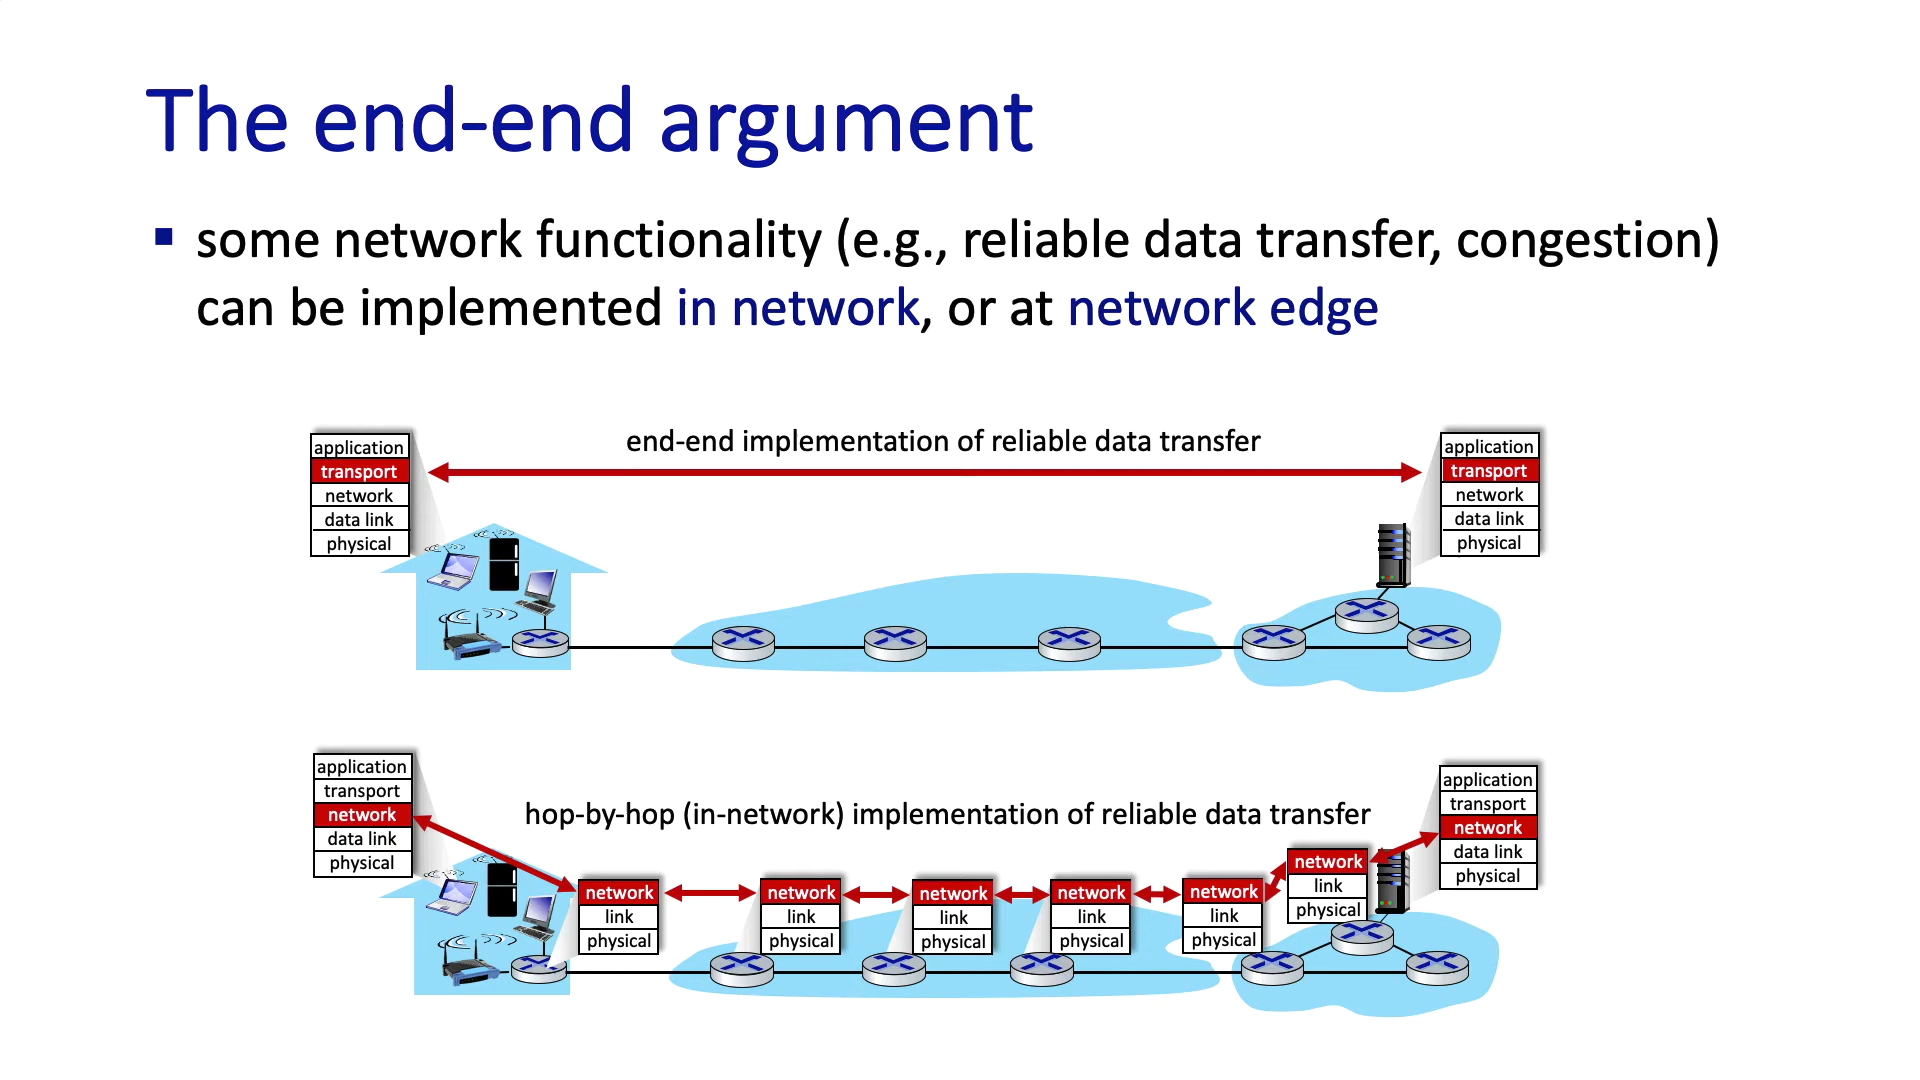 The end-end argument
▪ some network functionality (e.g., reliable data transfer, congestion)
can be implemented in network, or at network edge
end-end implementation of reliable data transfer
application
transport
network
data link
physical
application
transport
network
data link
physical
hop-by-hop (in-network) implementation of reliable data transfer
application
transport
network
data link
physical
network
link
physical
network
link
physical
network
link
physical
network
link
physical
network
link
physical
network
link
physical
application
transport
network
data link
physical